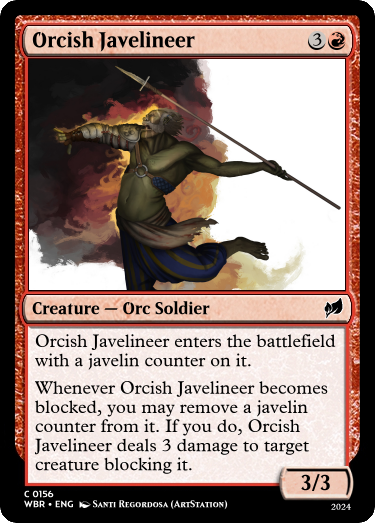 Orcish Javelineer 3
Creature — Orc Soldier
Orcish Javelineer enters the battlefield
with a javelin counter on it.
Whenever Orcish Javelineer becomes
blocked, you may remove a javelin
counter from it. If you do, Orcish
Javelineer deals 3 damage to target
creature blocking it.
3/3
C 0156
WBR • ENG Santi Regordosa (ArtStation)
2024